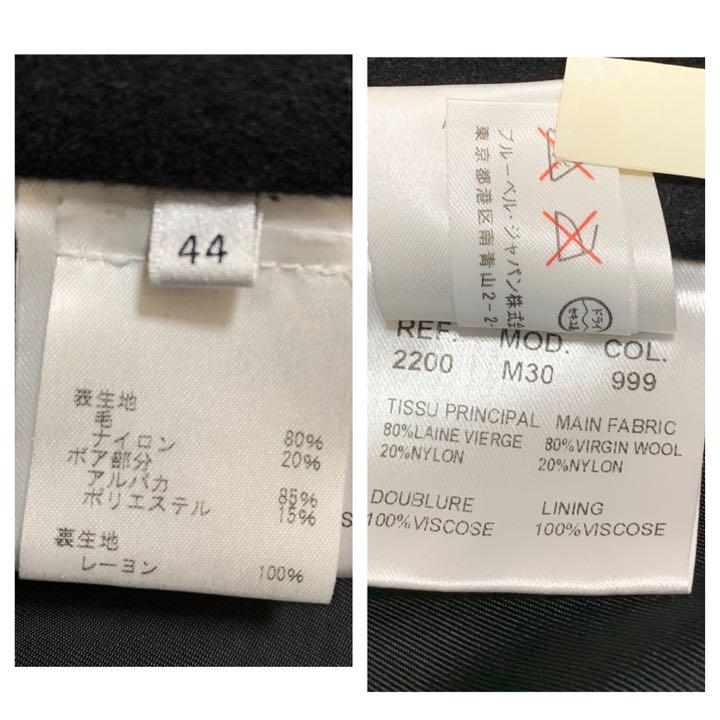 44
表生地
毛 80%
ナイロン 20%
ボア部分
アルパカ 85%
ポリエステル 15%
裏生地
レーヨン 100%
S
ブルーベル・ジャパン株式
東京都港区南青山2-2-
ドライ
REF. MOD. COL.
2200 M30 999
TISSU PRINCIPAL MAIN FABRIC
80%LAINE VIERGE 80%VIRGIN WOOL
20%NYLON 20%NYLON
DOUBLURE LINING
100%VISCOSE 100%VISCOSE